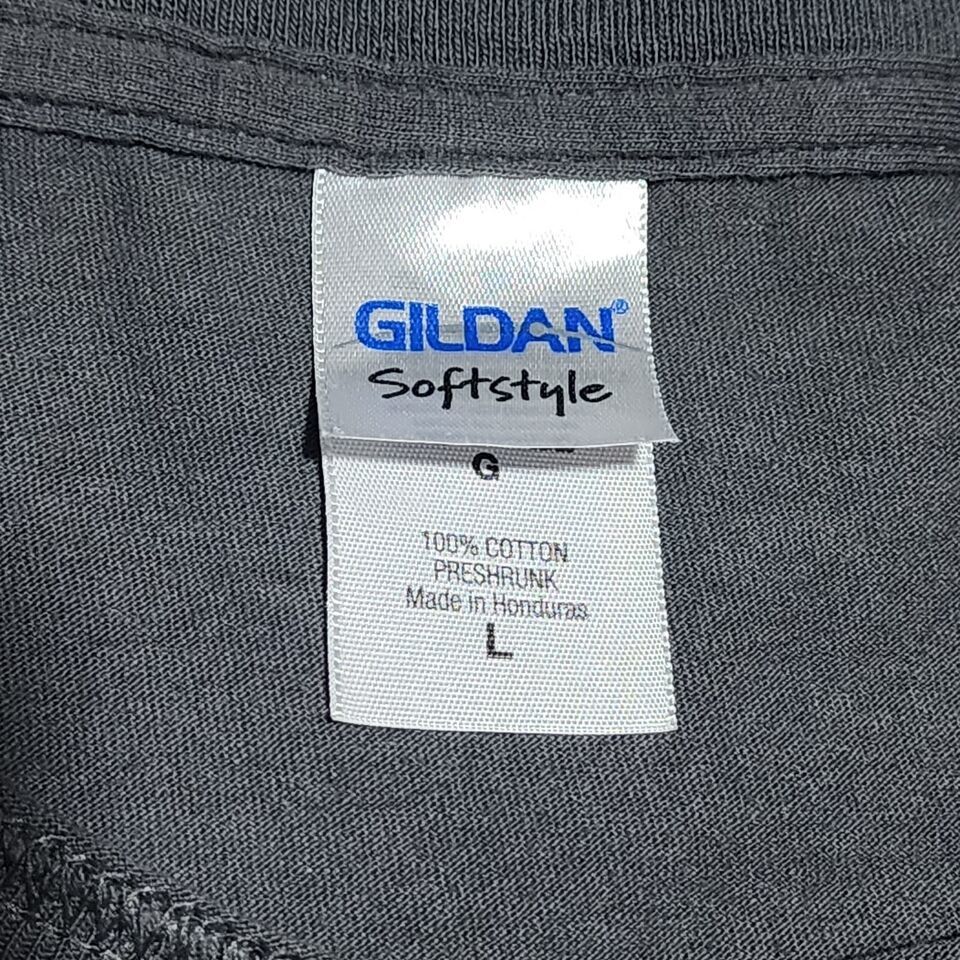 GILDAN®
Softstyle
G
100% COTTON
PRESHRUNK
Made in Honduras
L